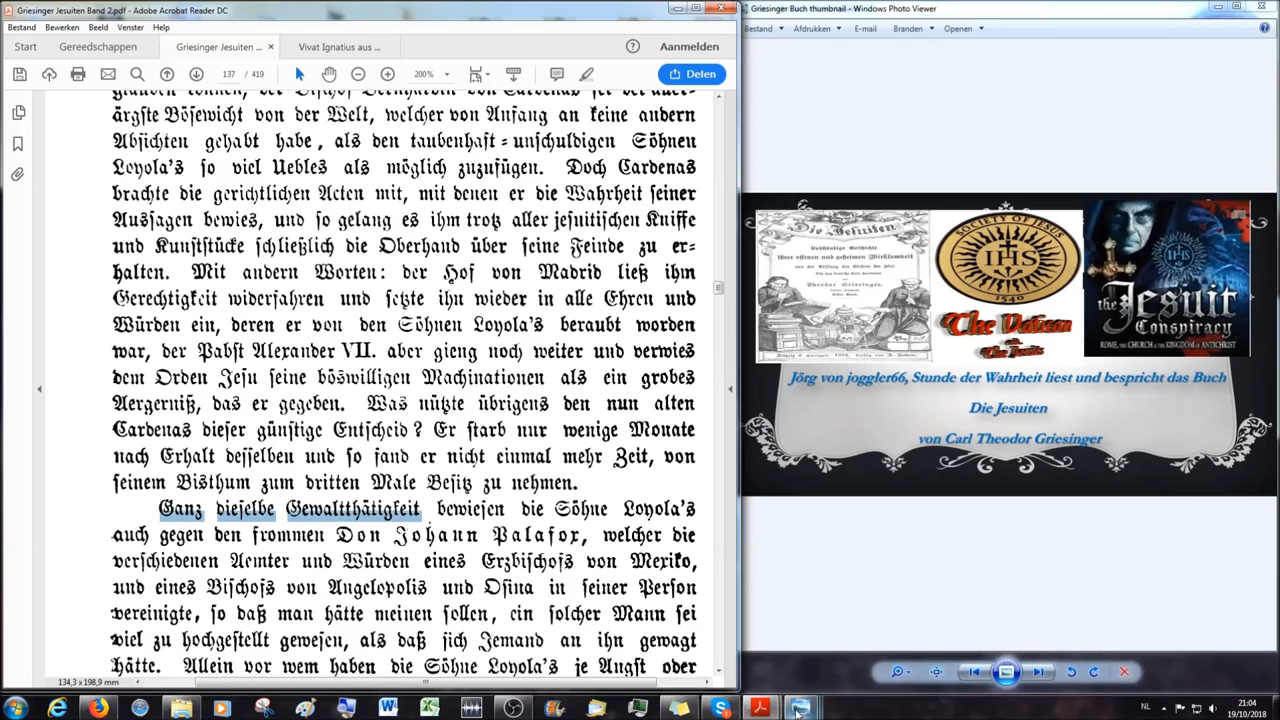 Griesinger Jesuiten Band 2.pdf - Adobe Acrobat Reader DC
Bestand Bewerken Beeld Venster Help
Start Gereedschappen Griesinger Jesuiten ... × Vivat Ignatius aus ... Aanmelden
137 / 419 200% Delen
ärgste Bösewicht von der Welt, welcher von Anfang an keine andern
Absichten gehabt habe, als den taubenhaft=unschuldigen Söhnen
Loyola's so viel Uebles als möglich zuzufügen. Doch Cardenas
brachte die gerichtlichen Acten mit, mit denen er die Wahrheit seiner
Aussagen bewies, und so gelang es ihm trotz aller jesuitischen Kniffe
und Kunststücke schließlich die Oberhand über seine Feinde zu er=
halten. Mit andern Worten: der Hof von Madrid ließ ihm
Gerechtigkeit widerfahren und setzte ihn wieder in die Ehren und
Würden ein, deren er von den Söhnen Loyola's beraubt worden
war, der Pabst Alexander VII. aber gieng noch weiter und verwies
dem Orden Jesu seine böswilligen Machinationen als ein grobes
Aergerniß, das er gegeben. Was nützte übrigens den nun alten
Cardenas dieser günstige Entscheid? Er starb nur wenige Monate
nach Erhalt desselben und so fand er nicht einmal mehr Zeit, von
seinem Bisthum zum dritten Male Besitz zu nehmen.
Ganz dieselbe Gewaltthätigkeit bewiesen die Söhne Loyola's
auch gegen den frommen Don Johann Palafox, welcher die
verschiedenen Aemter und Würden eines Erzbischofs von Mexiko,
und eines Bischofs von Angelopolis und Osina in seiner Person
vereinigte, so daß man hätte meinen sollen, ein solcher Mann sei
viel zu hochgestellt gewesen, als daß sich Jemand an ihn gewagt
hätte. Allein vor wem haben die Söhne Loyola's je Angst oder
134,3 x 198,9 mm
Griesinger Buch thumbnail - Windows Photo Viewer
Bestand Afdrukken E-mail Branden Openen
Die Jesuiten
Vollständige Geschichte
ihrer offenen und geheimen Wirksamkeit
Theodor Griesinger.
SOCIETY OF JESUS
IHS
1540
The Vatican
The Jesuits
IHS
the Jesuit
Conspiracy
ROME, THE CHURCH & THE KINGDOM OF ANTICHRIST
Jörg von joggler66, Stunde der Wahrheit liest und bespricht das Buch
Die Jesuiten
von Carl Theodor Griesinger
NL
21:04
19/10/2018